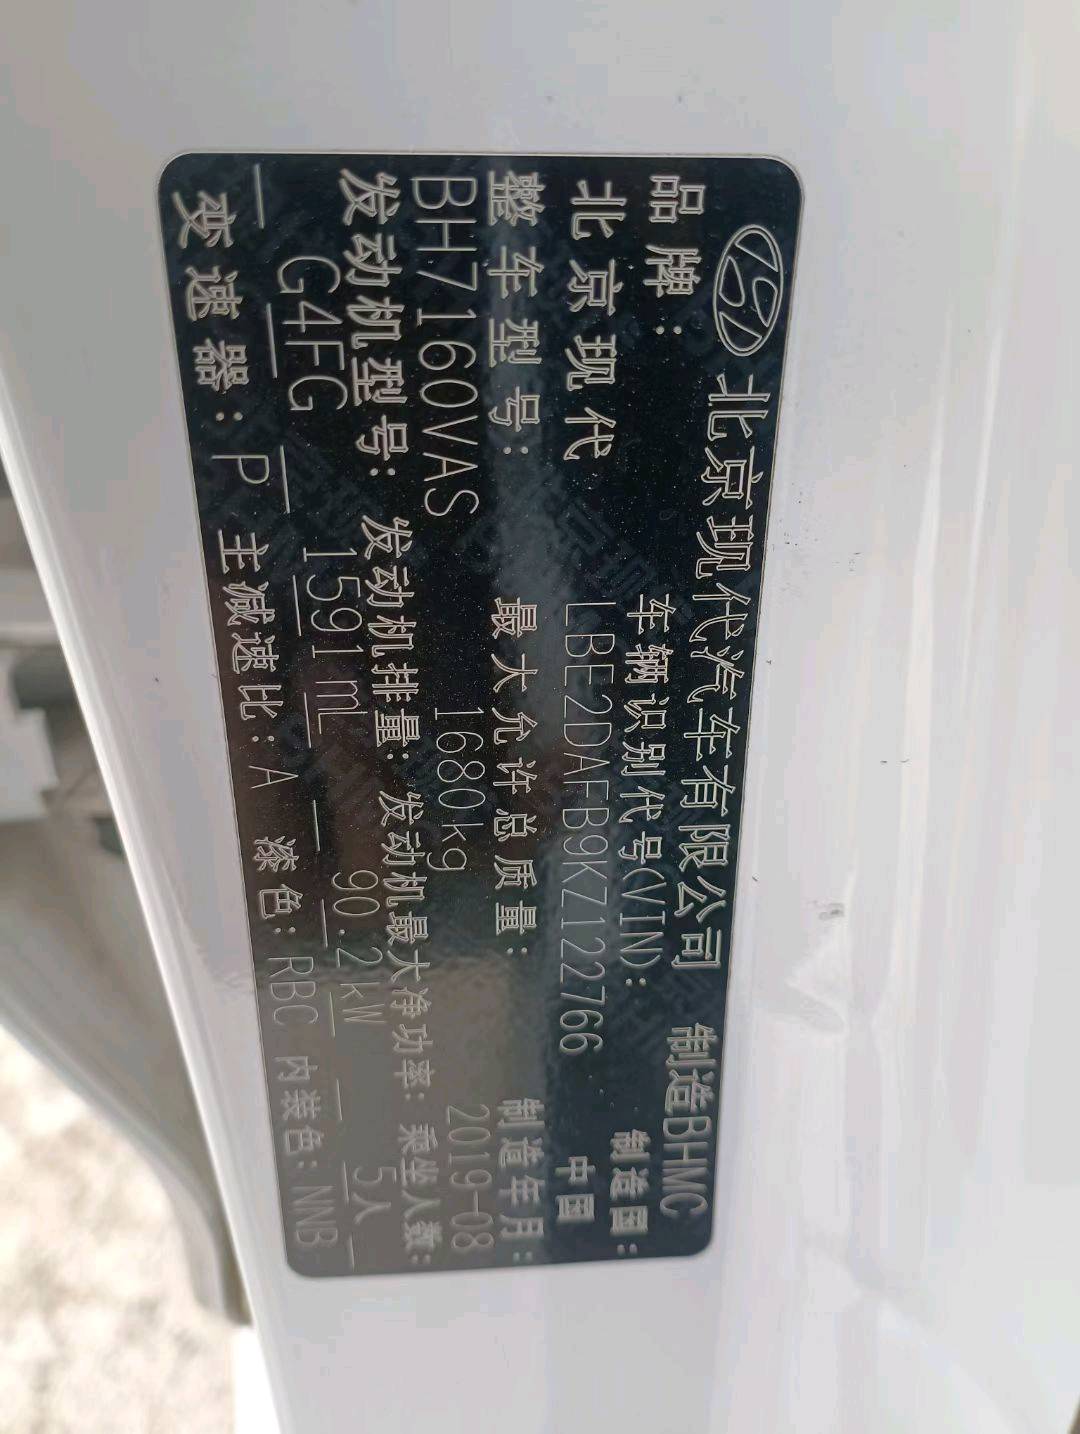 北京现代汽车有限公司 制造BHMC
品牌: 车辆识别代号(VIN): 制造国:
北京现代 LBE2DAFB9KZ122766 中国
整车型号: 最大允许总质量: 制造年月:
BH7160VAS 1680kg 2019-08
发动机型号: 发动机排量: 发动机最大净功率: 乘坐人数:
G4FG 1591mL 90.2kW 5人
变速器: P 主减速比: A 漆色: RBC 内装色: NNB